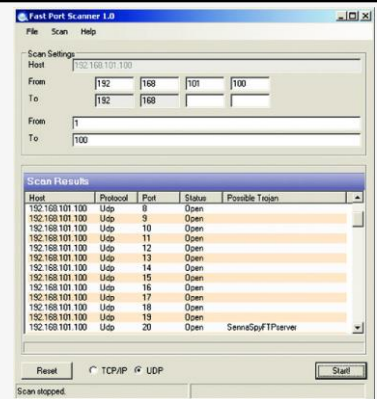 Fast Port Scanner 1.0
File Scan Help
Scan Settings
Host 192.168.101.100
From 192 168 101 100
To 192 168
From 1
To 100
Scan Results
Host Protocol Port Status Possible Trojan
192.168.101.100 Udp 8 Open
192.168.101.100 Udp 9 Open
192.168.101.100 Udp 10 Open
192.168.101.100 Udp 11 Open
192.168.101.100 Udp 12 Open
192.168.101.100 Udp 13 Open
192.168.101.100 Udp 14 Open
192.168.101.100 Udp 15 Open
192.168.101.100 Udp 16 Open
192.168.101.100 Udp 17 Open
192.168.101.100 Udp 18 Open
192.168.101.100 Udp 19 Open
192.168.101.100 Udp 20 Open SennaSpyFTPserver
Reset TCP/IP UDP Start!
Scan stopped.